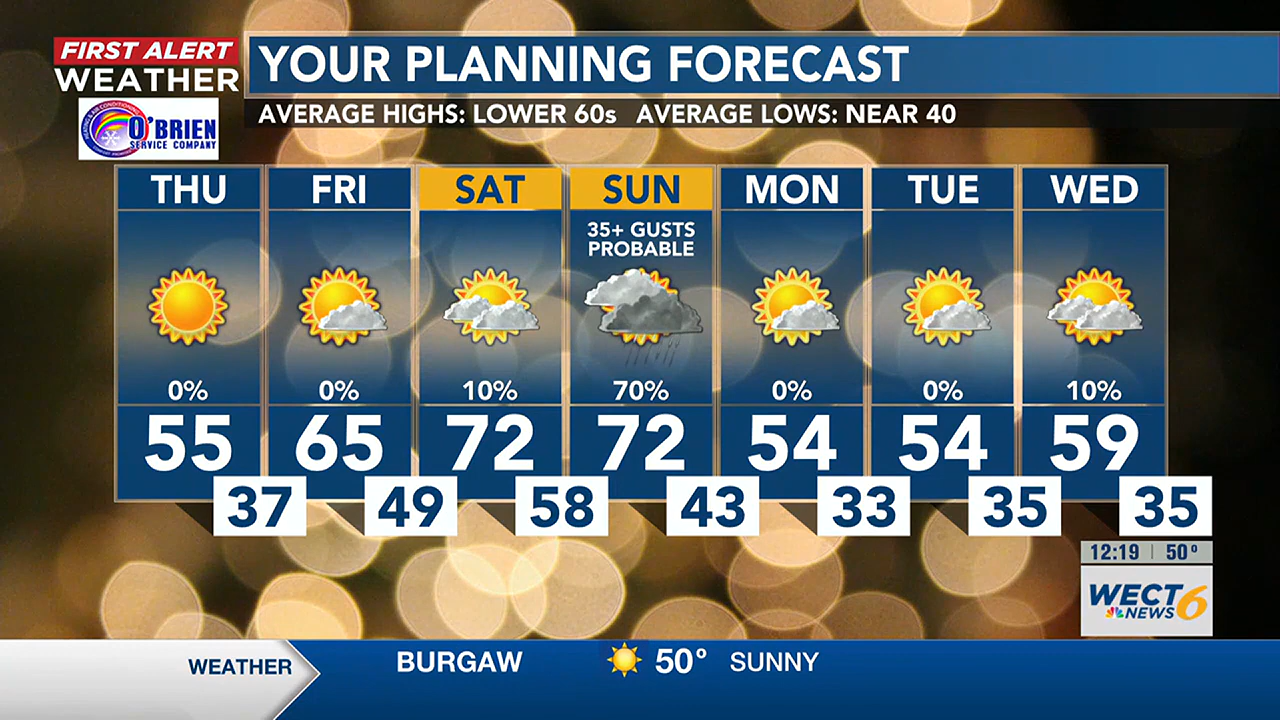 FIRST ALERT
WEATHER
O'BRIEN
SERVICE COMPANY
YOUR PLANNING FORECAST
AVERAGE HIGHS: LOWER 60s AVERAGE LOWS: NEAR 40
THU FRI SAT SUN MON TUE WED
35+ GUSTS
PROBABLE
0% 0% 10% 70% 0% 0% 10%
55 65 72 72 54 54 59
37 49 58 43 33 35 35
12:19 | 50°
WECT 6
NEWS
WEATHER BURGAW 50° SUNNY